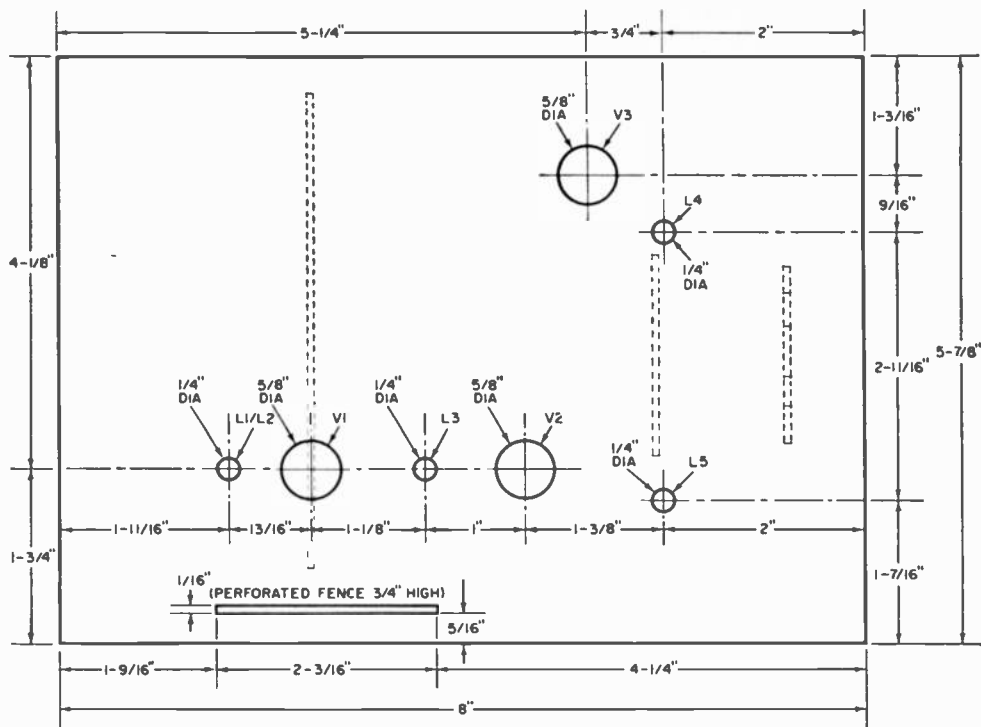 5-1/4"
3/4"
2"
5/8"
DIA
V3
1-3/16"
9/16"
L4
1/4"
DIA
4-1/8"
2-11/16"
5-7/8"
1/4"
DIA
L1/L2
5/8"
DIA
V1
1/4"
DIA
L3
5/8"
DIA
V2
1/4"
DIA
L5
1-11/16"
13/16"
1-1/8"
1"
1-3/8"
2"
1-3/4"
1-7/16"
1/16"
(PERFORATED FENCE 3/4" HIGH)
5/16"
1-9/16"
2-3/16"
4-1/4"
8"